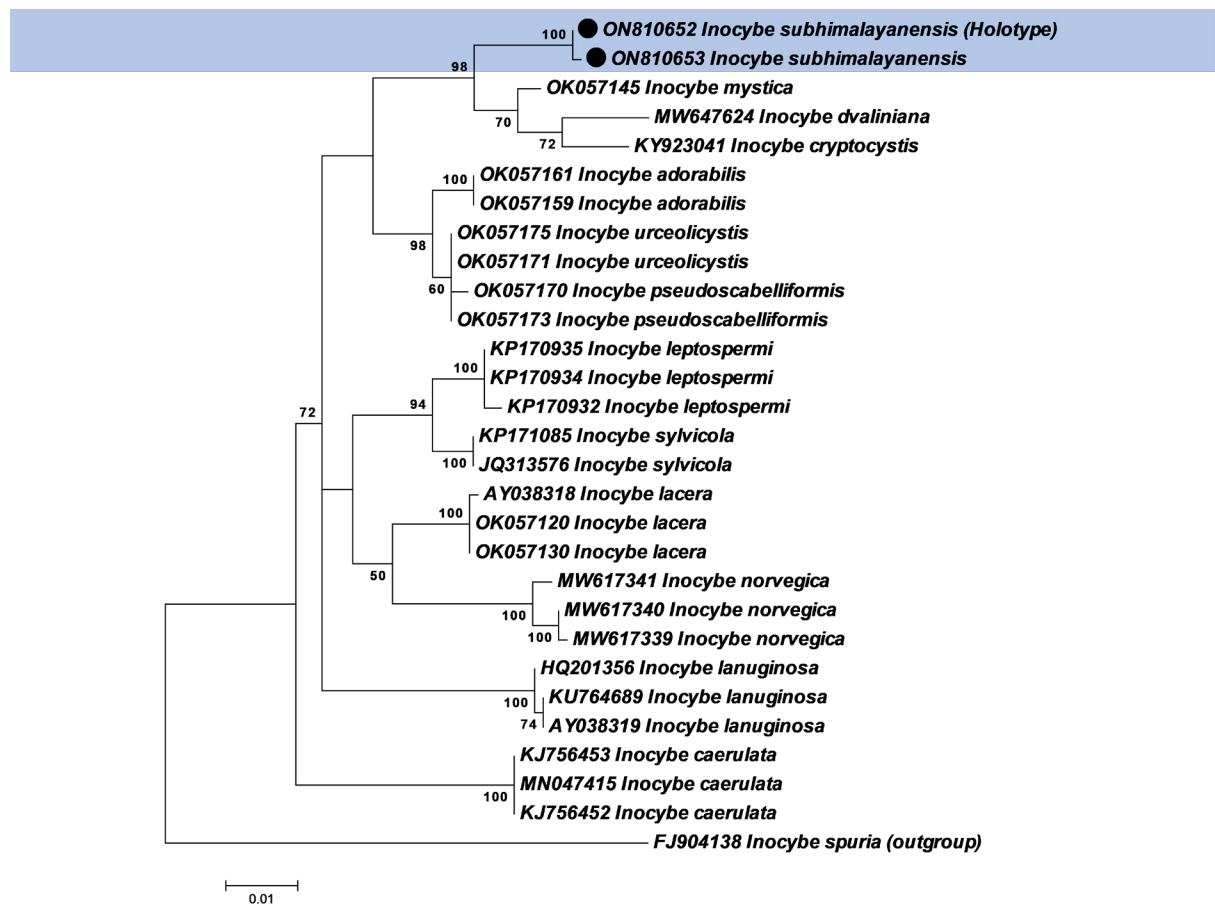 100
ON810652 Inocybe subhimalayanensis (Holotype)
ON810653 Inocybe subhimalayanensis
98
OK057145 Inocybe mystica
70
MW647624 Inocybe dvaliniana
72
KY923041 Inocybe cryptocystis
100
OK057161 Inocybe adorabilis
OK057159 Inocybe adorabilis
98
OK057175 Inocybe urceolicystis
OK057171 Inocybe urceolicystis
60
OK057170 Inocybe pseudoscabelliformis
OK057173 Inocybe pseudoscabelliformis
KP170935 Inocybe leptospermi
100
KP170934 Inocybe leptospermi
KP170932 Inocybe leptospermi
94
72
KP171085 Inocybe sylvicola
100
JQ313576 Inocybe sylvicola
AY038318 Inocybe lacera
100
OK057120 Inocybe lacera
OK057130 Inocybe lacera
50
MW617341 Inocybe norvegica
100
MW617340 Inocybe norvegica
100
MW617339 Inocybe norvegica
HQ201356 Inocybe lanuginosa
100
KU764689 Inocybe lanuginosa
74
AY038319 Inocybe lanuginosa
KJ756453 Inocybe caerulata
MN047415 Inocybe caerulata
100
KJ756452 Inocybe caerulata
FJ904138 Inocybe spuria (outgroup)
0.01